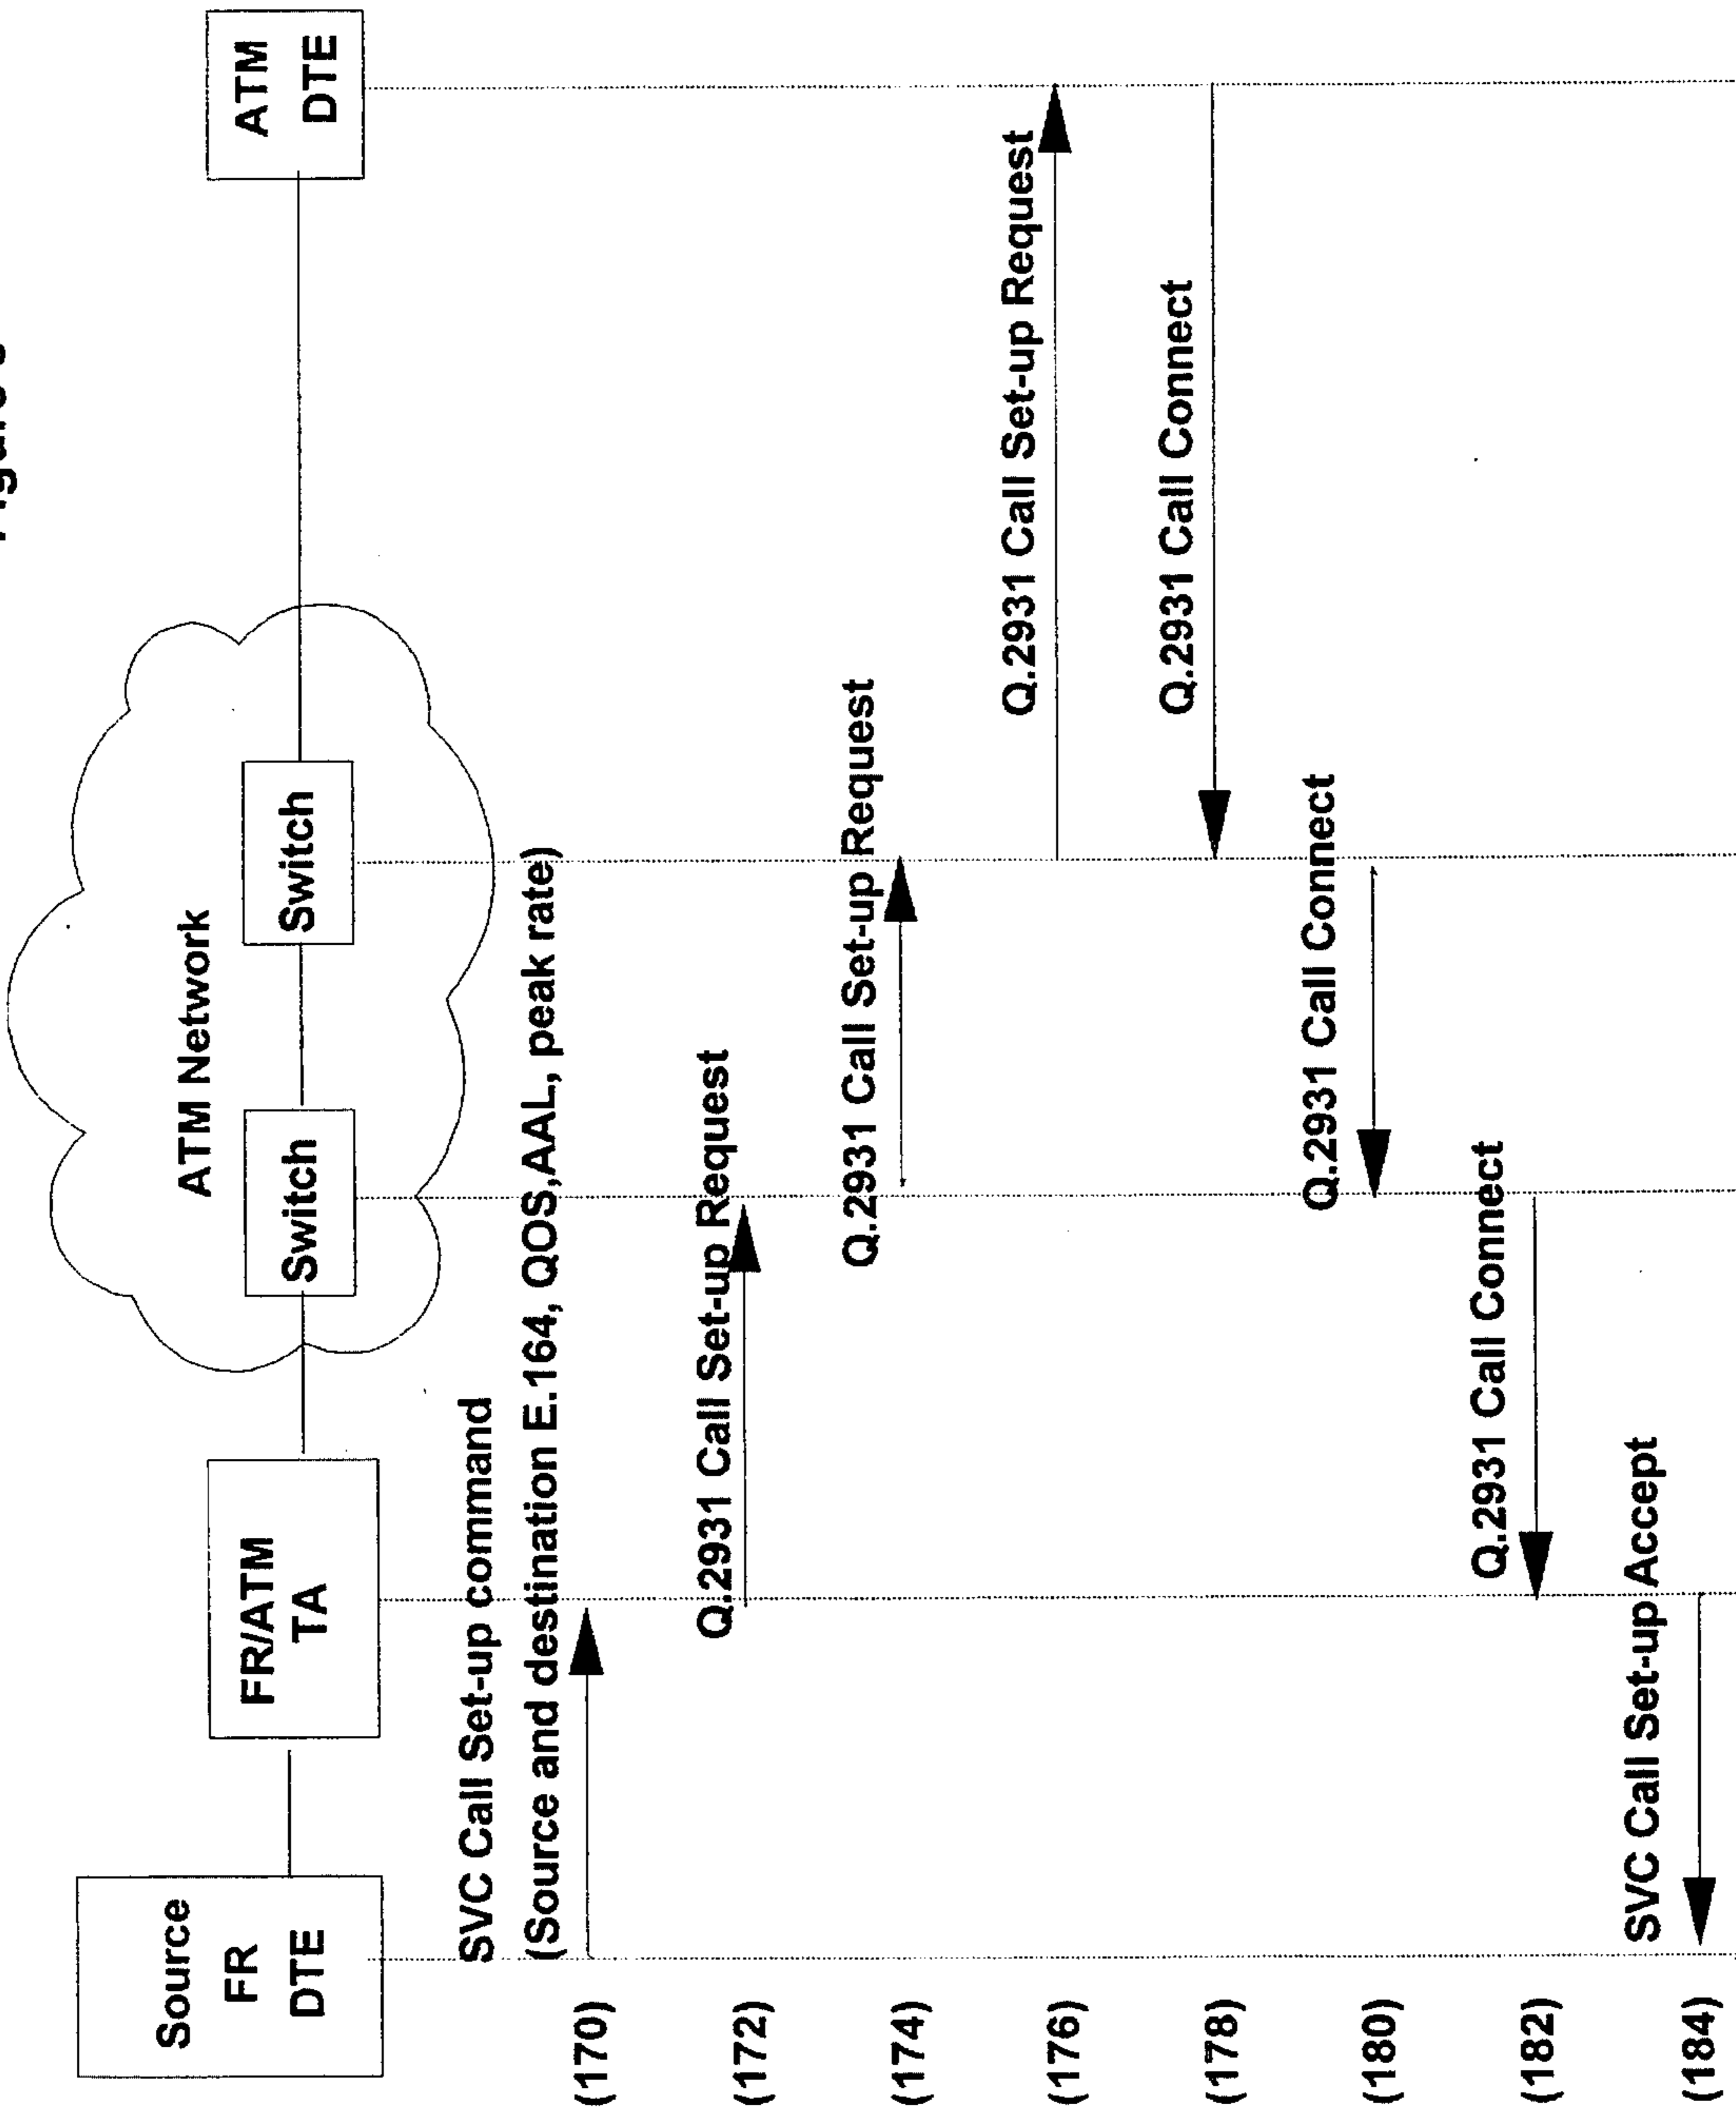 ATM Network
Source
FR
DTE
FR/ATM
TA
Switch
Switch
ATM
DTE
SVC Call Set-up command
(Source and destination E.164, QOS,AAL, peak rate)
(170)
Q.2931 Call Set-up Request
(172)
Q.2931 Call Set-up Request
(174)
Q.2931 Call Set-up Request
(176)
Q.2931 Call Connect
(178)
Q.2931 Call Connect
(180)
Q.2931 Call Connect
(182)
SVC Call Set-up Accept
(184)